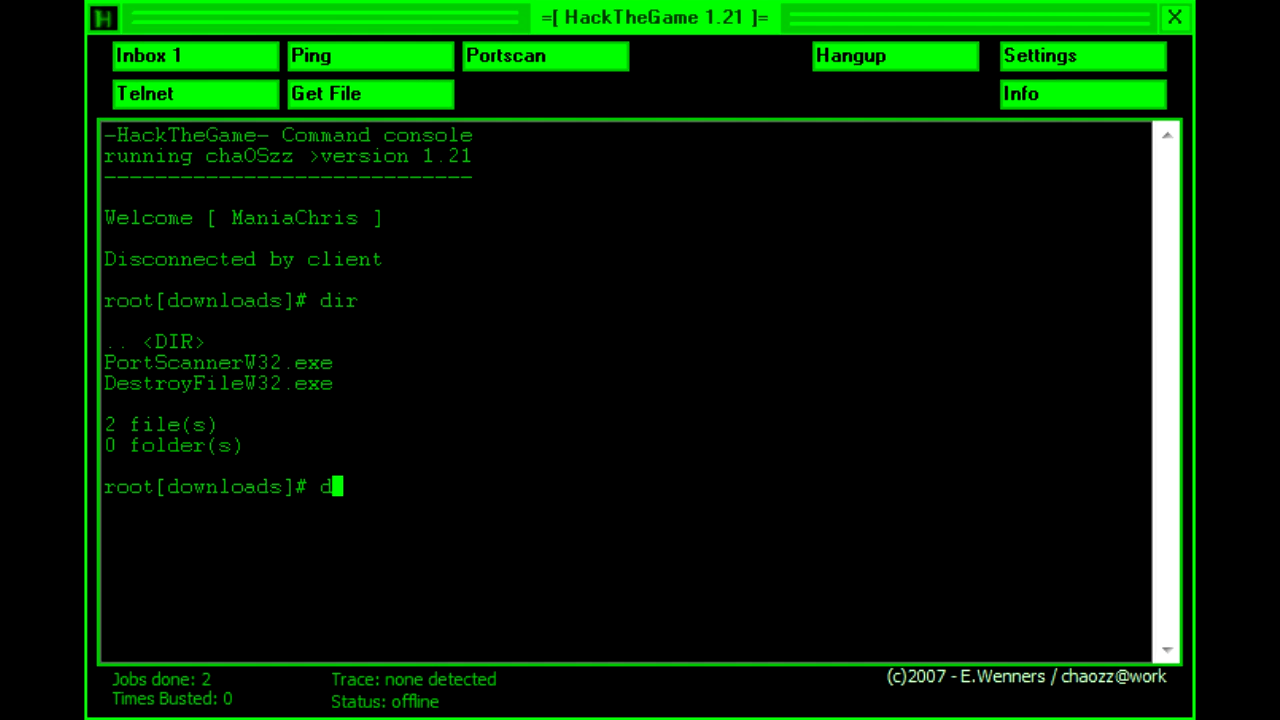 H
=[ HackTheGame 1.21 ]=
X
Inbox 1
Ping
Portscan
Hangup
Settings
Telnet
Get File
Info
-HackTheGame- Command console
running chaOSzz >version 1.21
-----------------------------
Welcome [ ManiaChris ]
Disconnected by client
root[downloads]# dir
.. <DIR>
PortScannerW32.exe
DestroyFileW32.exe
2 file(s)
0 folder(s)
root[downloads]# d
Jobs done: 2
Trace: none detected
(c)2007 - E.Wenners / chaozz@work
Times Busted: 0
Status: offline